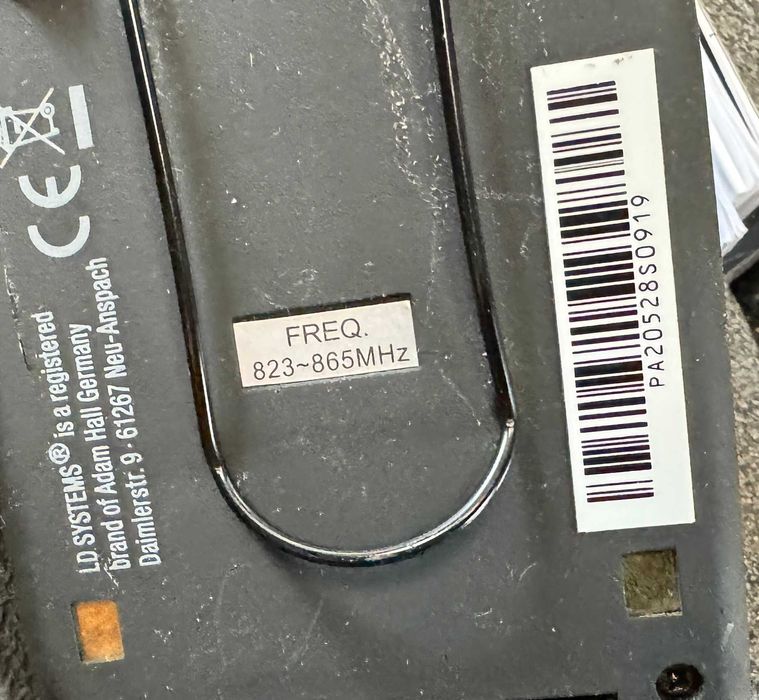 CE
LD SYSTEMS® is a registered
brand of Adam Hall Germany
Daimlerstr. 9 · 61267 Neu-Anspach
FREQ.
823~865MHz
PA20528S0919